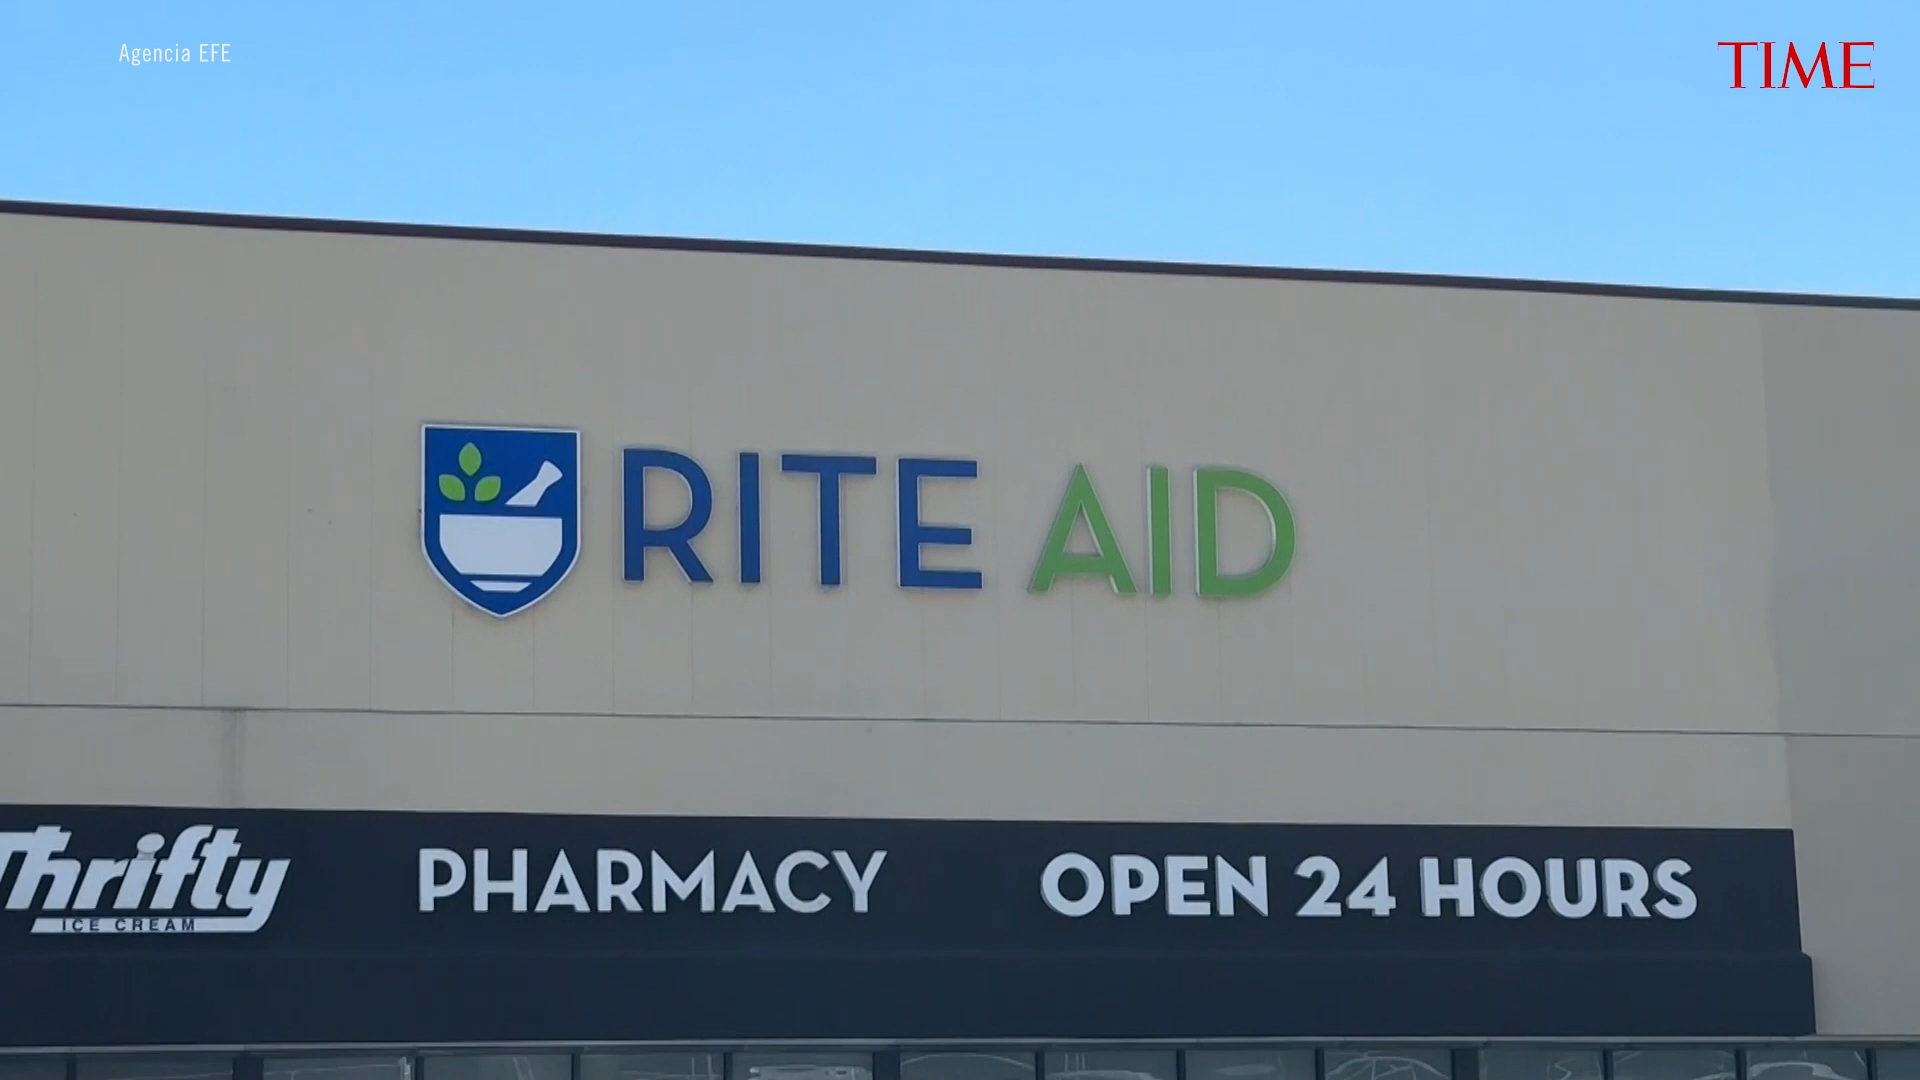 Agencia EFE
TIME
RITE AID
Thrifty
ICE CREAM
PHARMACY
OPEN 24 HOURS